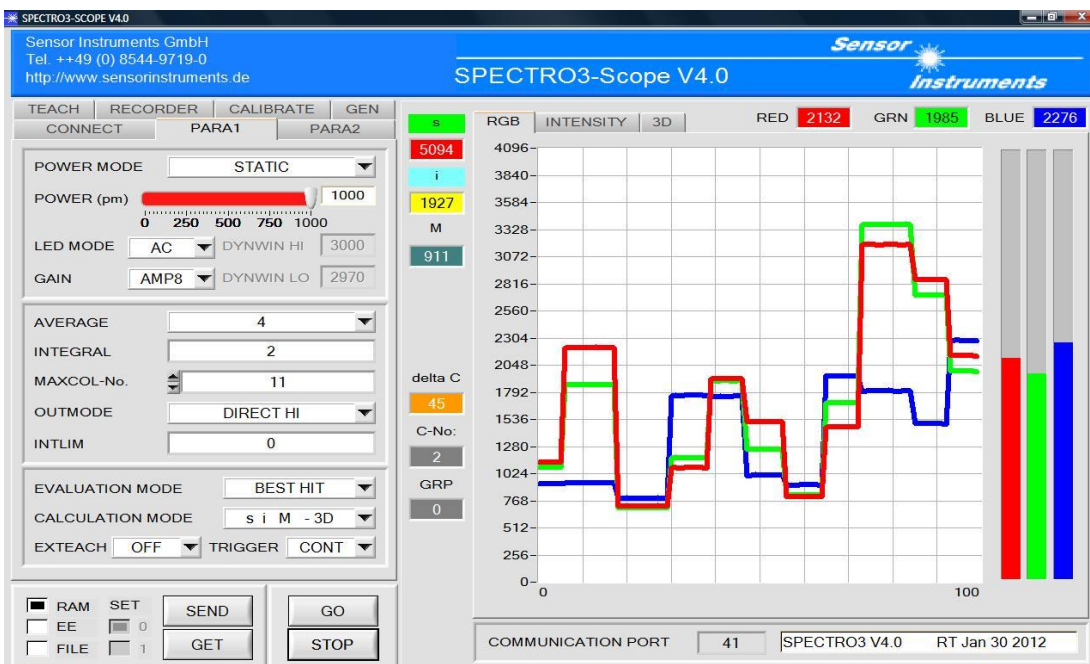 SPECTRO3-SCOPE V4.0
Sensor Instruments GmbH
Tel. ++49 (0) 8544-9719-0
http://www.sensorinstruments.de
SPECTRO3-Scope V4.0
Sensor
Instruments
TEACH RECORDER CALIBRATE GEN
CONNECT PARA1 PARA2
POWER MODE STATIC
POWER (pm) 1000
0 250 500 750 1000
LED MODE AC DYNWIN HI 3000
GAIN AMP8 DYNWIN LO 2970
AVERAGE 4
INTEGRAL 2
MAXCOL-No. 11
OUTMODE DIRECT HI
INTLIM 0
EVALUATION MODE BEST HIT
CALCULATION MODE s i M - 3D
EXTEACH OFF TRIGGER CONT
RAM SET SEND GO
EE 0
FILE 1 GET STOP
s
5094
i
1927
M
911
delta C
45
C-No:
2
GRP
0
RGB INTENSITY 3D RED 2132 GRN 1985 BLUE 2276
4096
3840
3584
3328
3072
2816
2560
2304
2048
1792
1536
1280
1024
768
512
256
0
0 100
COMMUNICATION PORT 41 SPECTRO3 V4.0 RT Jan 30 2012